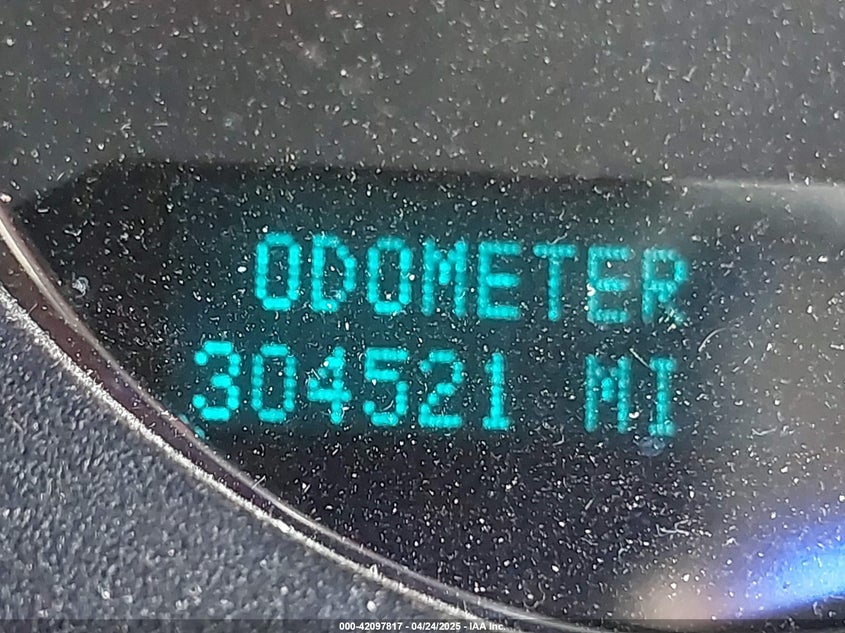 ODOMETER
304521 MI
000-42097817 - 04/24/2025 - IAA Inc.